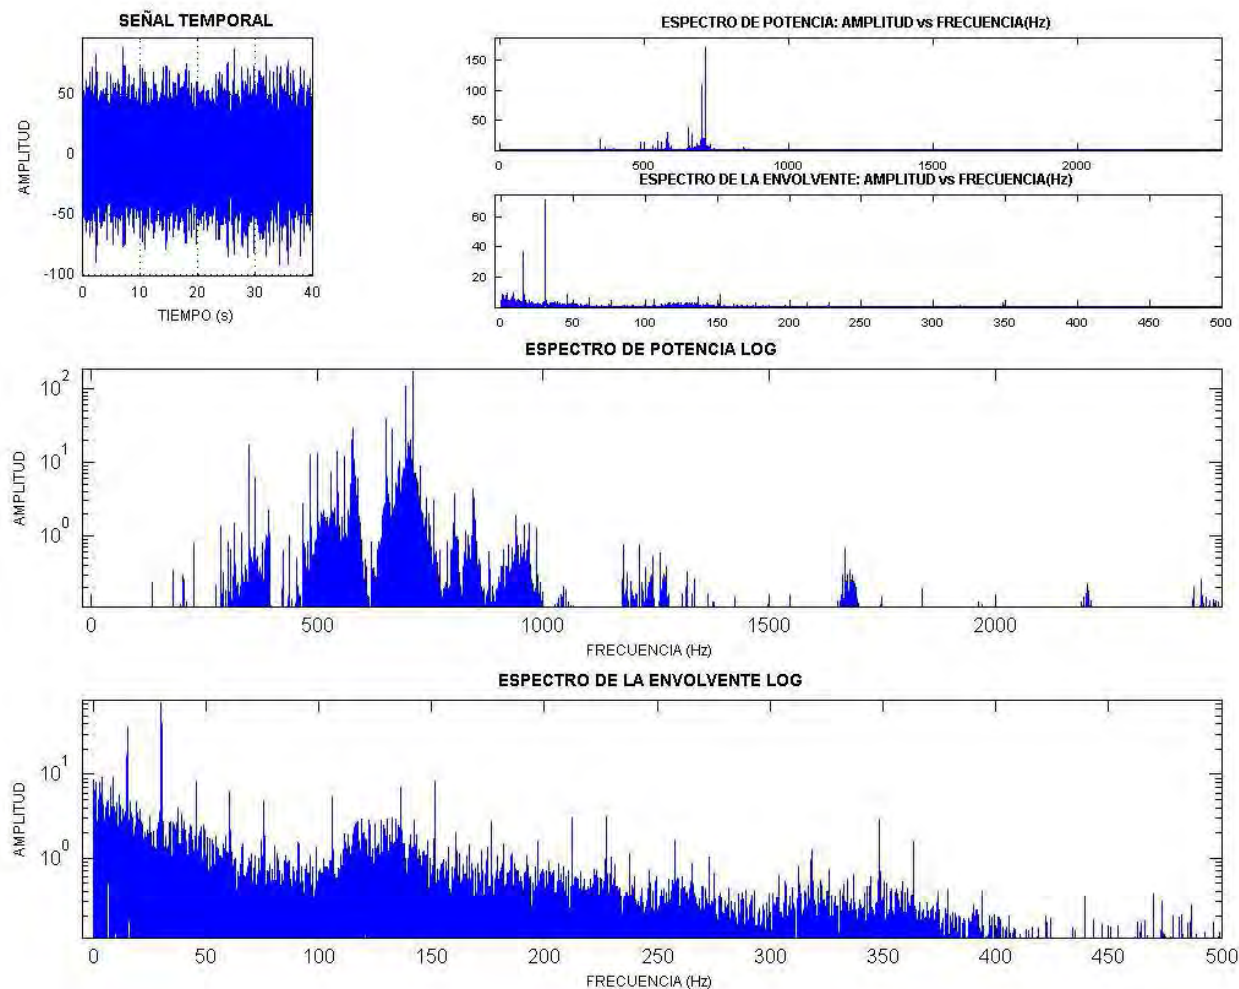 SEÑAL TEMPORAL
AMPLITUD
50
0
-50
-100
0 10 20 30 40
TIEMPO (s)
ESPECTRO DE POTENCIA: AMPLITUD vs FRECUENCIA(Hz)
150
100
50
0 500 1000 1500 2000
ESPECTRO DE LA ENVOLVENTE: AMPLITUD vs FRECUENCIA(Hz)
60
40
20
0 50 100 150 200 250 300 350 400 450 500
ESPECTRO DE POTENCIA LOG
AMPLITUD
10^2
10^1
10^0
0 500 1000 1500 2000
FRECUENCIA (Hz)
ESPECTRO DE LA ENVOLVENTE LOG
AMPLITUD
10^1
10^0
0 50 100 150 200 250 300 350 400 450 500
FRECUENCIA (Hz)